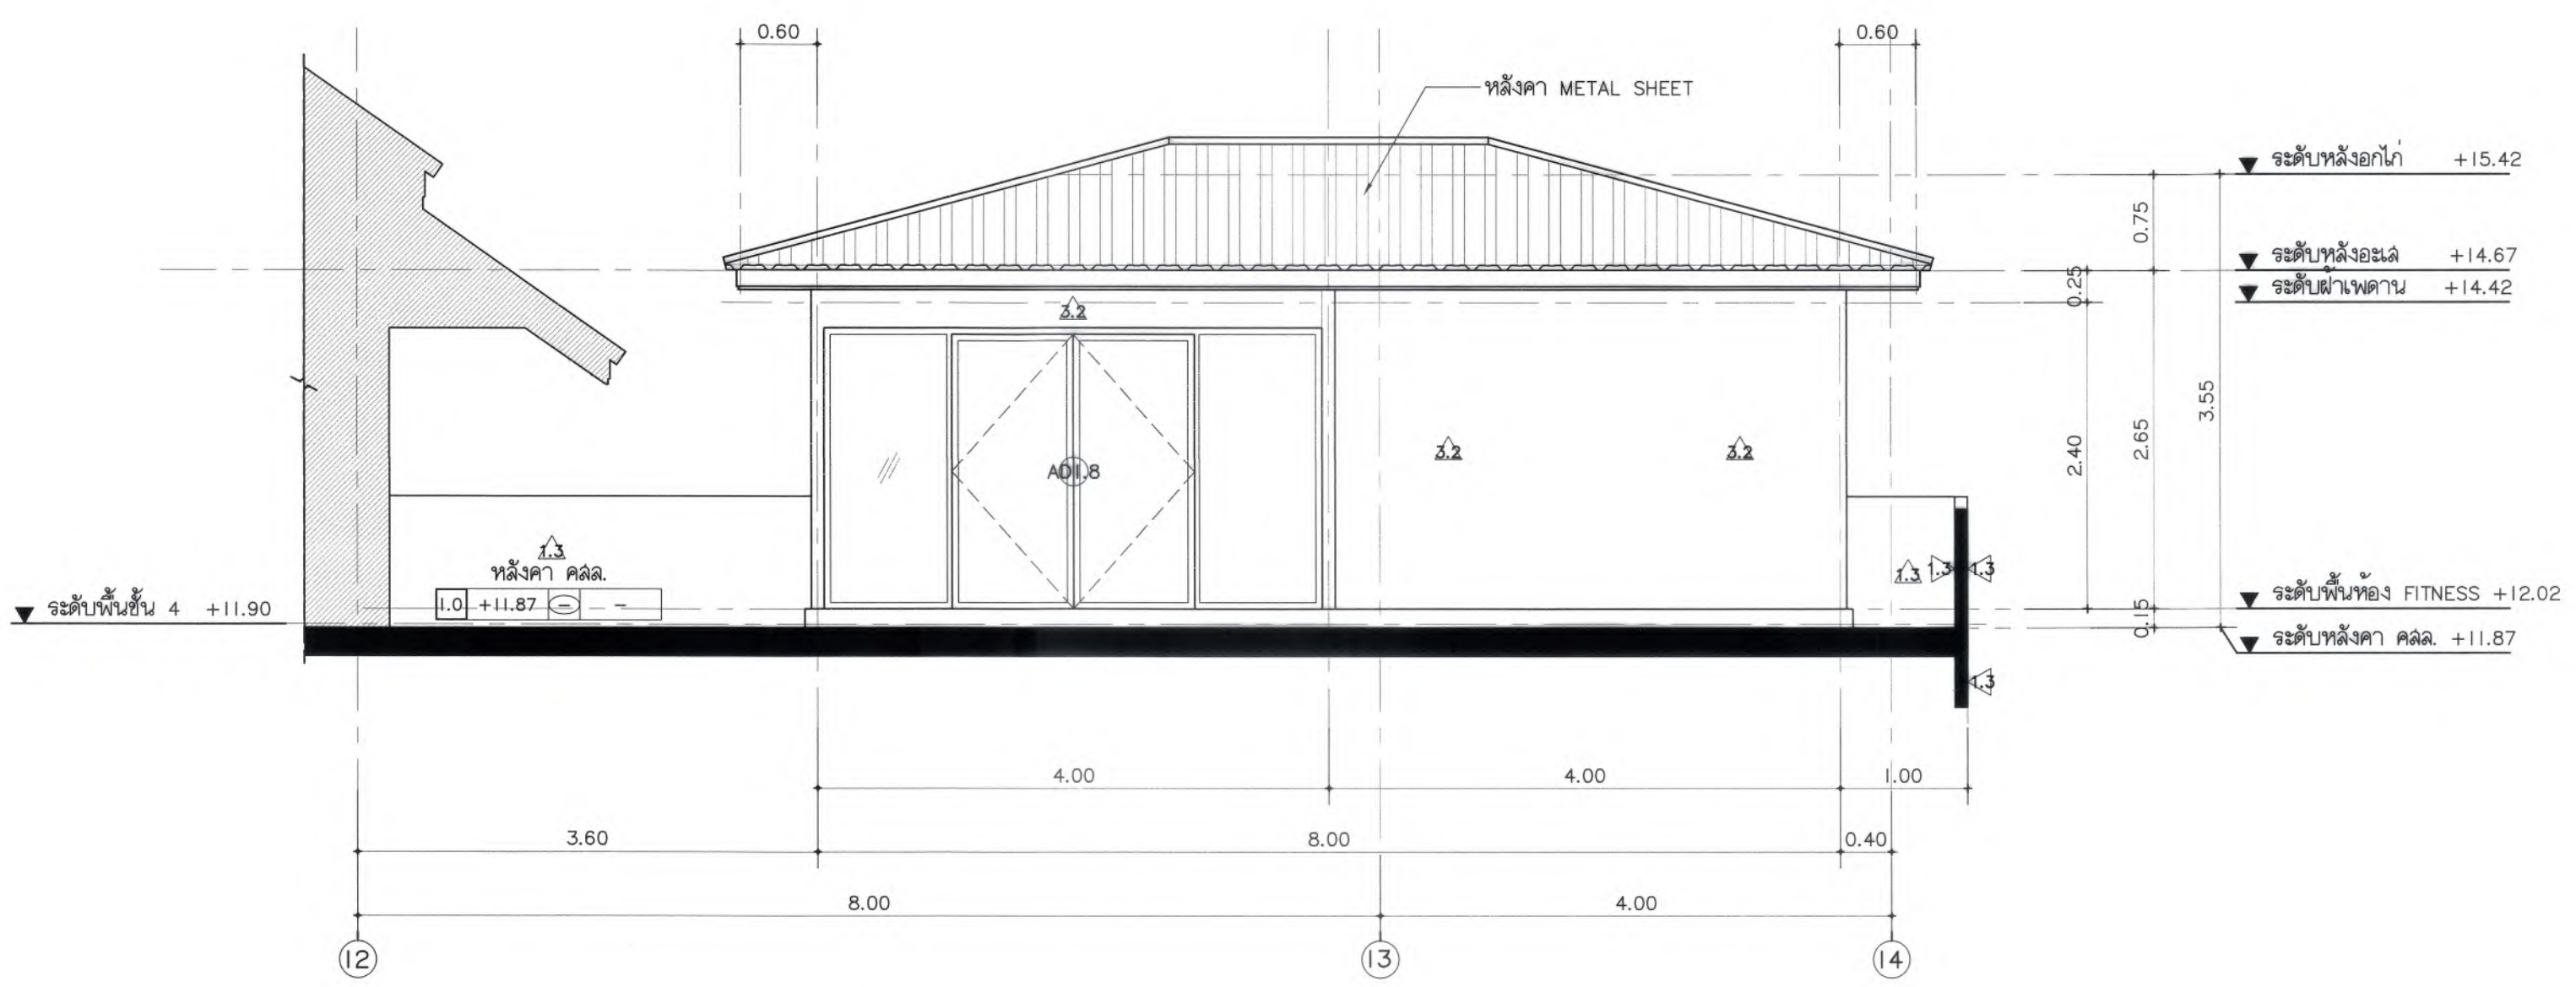 0.60
0.60
หลังคา METAL SHEET
ระดับหลังอกไก่ +15.42
0.75
ระดับหลังอะเส +14.67
0.25
ระดับฝ้าเพดาน +14.42
3.2
3.55
2.40
2.65
3.2
3.2
AD1.8
1.3
หลังคา คสล.
1.0 +11.87 - -
1.3
1.3
1.3
ระดับพื้นชั้น 4 +11.90
ระดับพื้นห้อง FITNESS +12.02
0.15
ระดับหลังคา คสล. +11.87
1.3
4.00
4.00
1.00
3.60
8.00
0.40
8.00
4.00
12
13
14